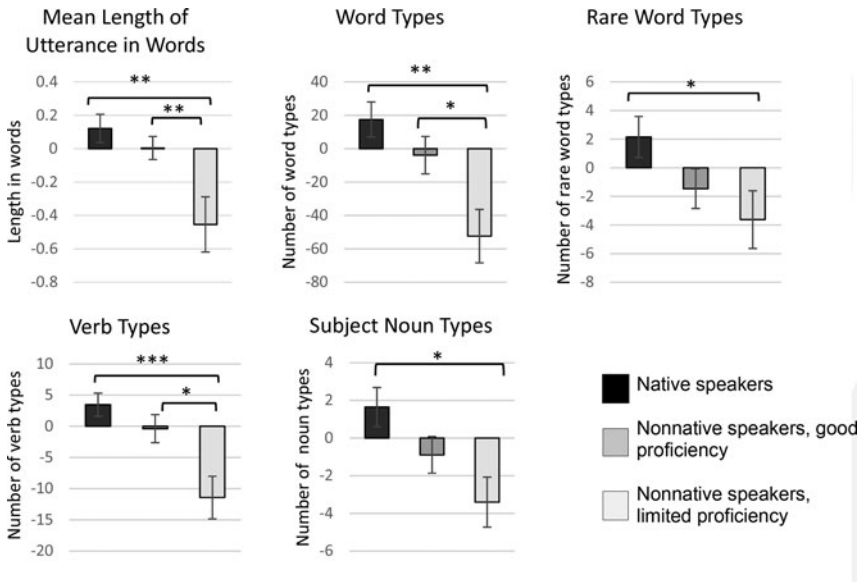 Mean Length of
Utterance in Words
Length in words
0.4
0.2
0
-0.2
-0.4
-0.6
-0.8
**
**
Word Types
Number of word types
40
20
0
-20
-40
-60
-80
**
*
Rare Word Types
Number of rare word types
6
4
2
0
-2
-4
-6
-8
*
Verb Types
Number of verb types
10
5
0
-5
-10
-15
-20
***
*
Subject Noun Types
Number of noun types
4
2
0
-2
-4
-6
*
Native speakers
Nonnative speakers, good
proficiency
Nonnative speakers,
limited proficiency